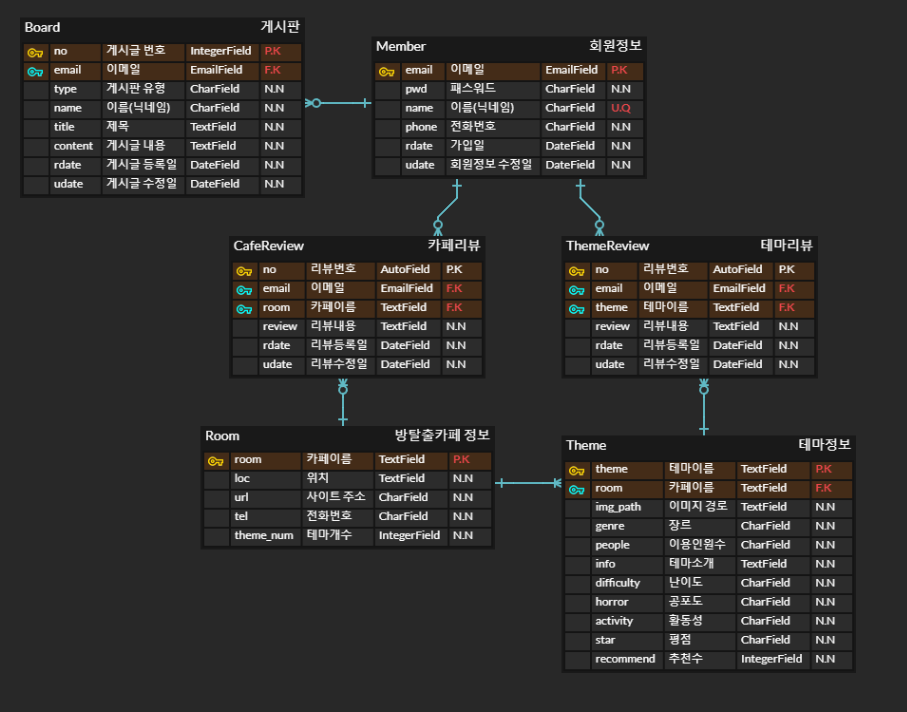 Board 게시판
no 게시글 번호 IntegerField P.K
email 이메일 EmailField F.K
type 게시판 유형 CharField N.N
name 이름(닉네임) CharField N.N
title 제목 TextField N.N
content 게시글 내용 TextField N.N
rdate 게시글 등록일 DateField N.N
udate 게시글 수정일 DateField N.N
Member 회원정보
email 이메일 EmailField P.K
pwd 패스워드 CharField N.N
name 이름(닉네임) CharField U.Q
phone 전화번호 CharField N.N
rdate 가입일 DateField N.N
udate 회원정보 수정일 DateField N.N
CafeReview 카페리뷰
no 리뷰번호 AutoField P.K
email 이메일 EmailField F.K
room 카페이름 TextField F.K
review 리뷰내용 TextField N.N
rdate 리뷰등록일 DateField N.N
udate 리뷰수정일 DateField N.N
ThemeReview 테마리뷰
no 리뷰번호 AutoField P.K
email 이메일 EmailField F.K
theme 테마이름 TextField F.K
review 리뷰내용 TextField N.N
rdate 리뷰등록일 DateField N.N
udate 리뷰수정일 DateField N.N
Room 방탈출카페 정보
room 카페이름 TextField P.K
loc 위치 TextField N.N
url 사이트 주소 CharField N.N
tel 전화번호 CharField N.N
theme_num 테마개수 IntegerField N.N
Theme 테마정보
theme 테마이름 TextField P.K
room 카페이름 TextField F.K
img_path 이미지 경로 TextField N.N
genre 장르 CharField N.N
people 이용인원수 CharField N.N
info 테마소개 TextField N.N
difficulty 난이도 CharField N.N
horror 공포도 CharField N.N
activity 활동성 CharField N.N
star 평점 CharField N.N
recommend 추천수 IntegerField N.N